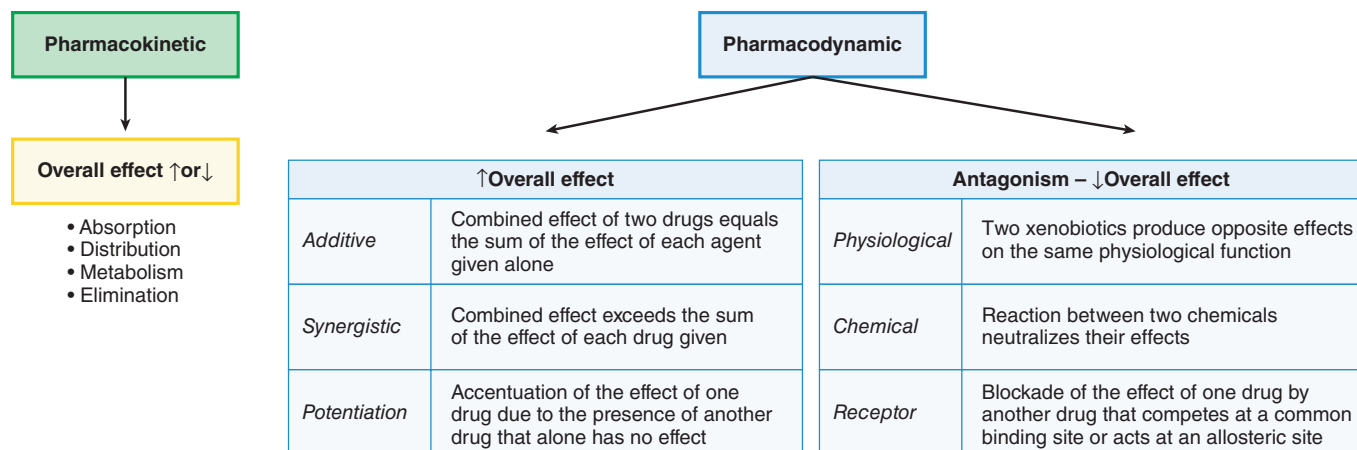 Pharmacokinetic
Overall effect ↑or↓
• Absorption
• Distribution
• Metabolism
• Elimination
Pharmacodynamic
↑Overall effect
Additive
Combined effect of two drugs equals
the sum of the effect of each agent
given alone
Synergistic
Combined effect exceeds the sum
of the effect of each drug given
Potentiation
Accentuation of the effect of one
drug due to the presence of another
drug that alone has no effect
Antagonism – ↓Overall effect
Physiological
Two xenobiotics produce opposite effects
on the same physiological function
Chemical
Reaction between two chemicals
neutralizes their effects
Receptor
Blockade of the effect of one drug by
another drug that competes at a common
binding site or acts at an allosteric site